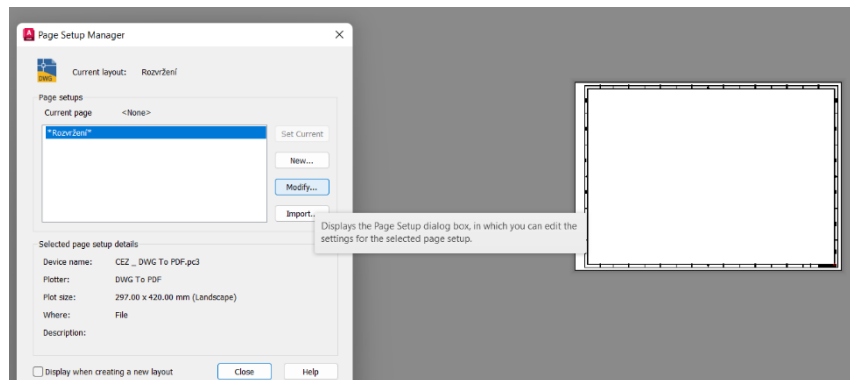 Page Setup Manager
DWG
Current layout: Rozvržení
Page setups
Current page <None>
*Rozvržení*
Set Current
New...
Modify...
Import...
Displays the Page Setup dialog box, in which you can edit the
settings for the selected page setup.
Selected page setup details
Device name: CEZ _ DWG To PDF.pc3
Plotter: DWG To PDF
Plot size: 297.00 x 420.00 mm (Landscape)
Where: File
Description:
Display when creating a new layout
Close
Help